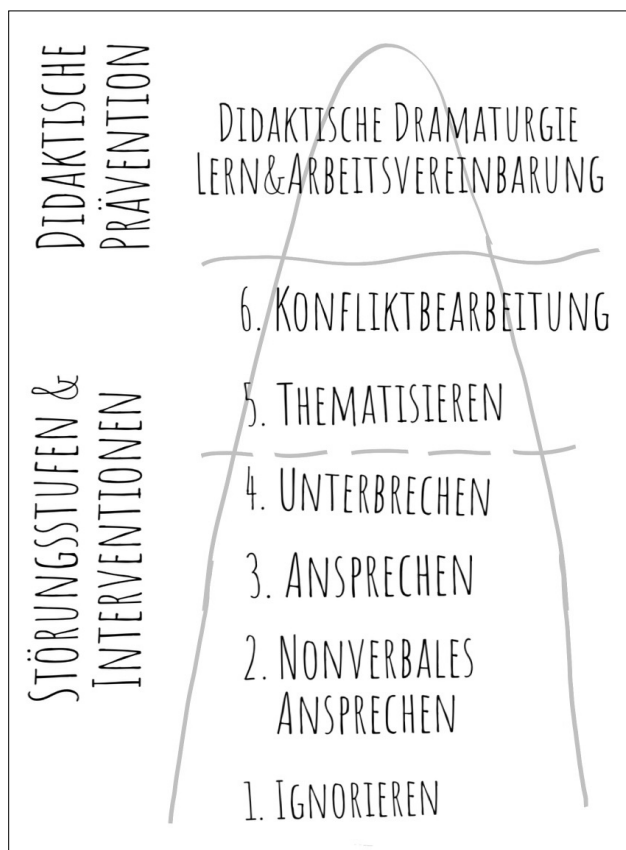 DIDAKTISCHE
PRÄVENTION
DIDAKTISCHE DRAMATURGIE
LERN&ARBEITSVEREINBARUNG
STÖRUNGSSTUFEN &
INTERVENTIONEN
6. KONFLIKTBEARBEITUNG
5. THEMATISIEREN
4. UNTERBRECHEN
3. ANSPRECHEN
2. NONVERBALES
ANSPRECHEN
1. IGNORIEREN